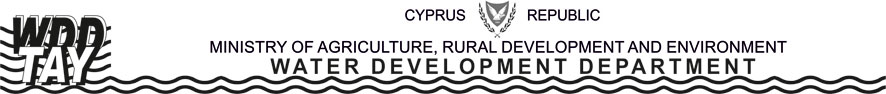 WDD
TAY
CYPRUS REPUBLIC
MINISTRY OF AGRICULTURE, RURAL DEVELOPMENT AND ENVIRONMENT
WATER DEVELOPMENT DEPARTMENT